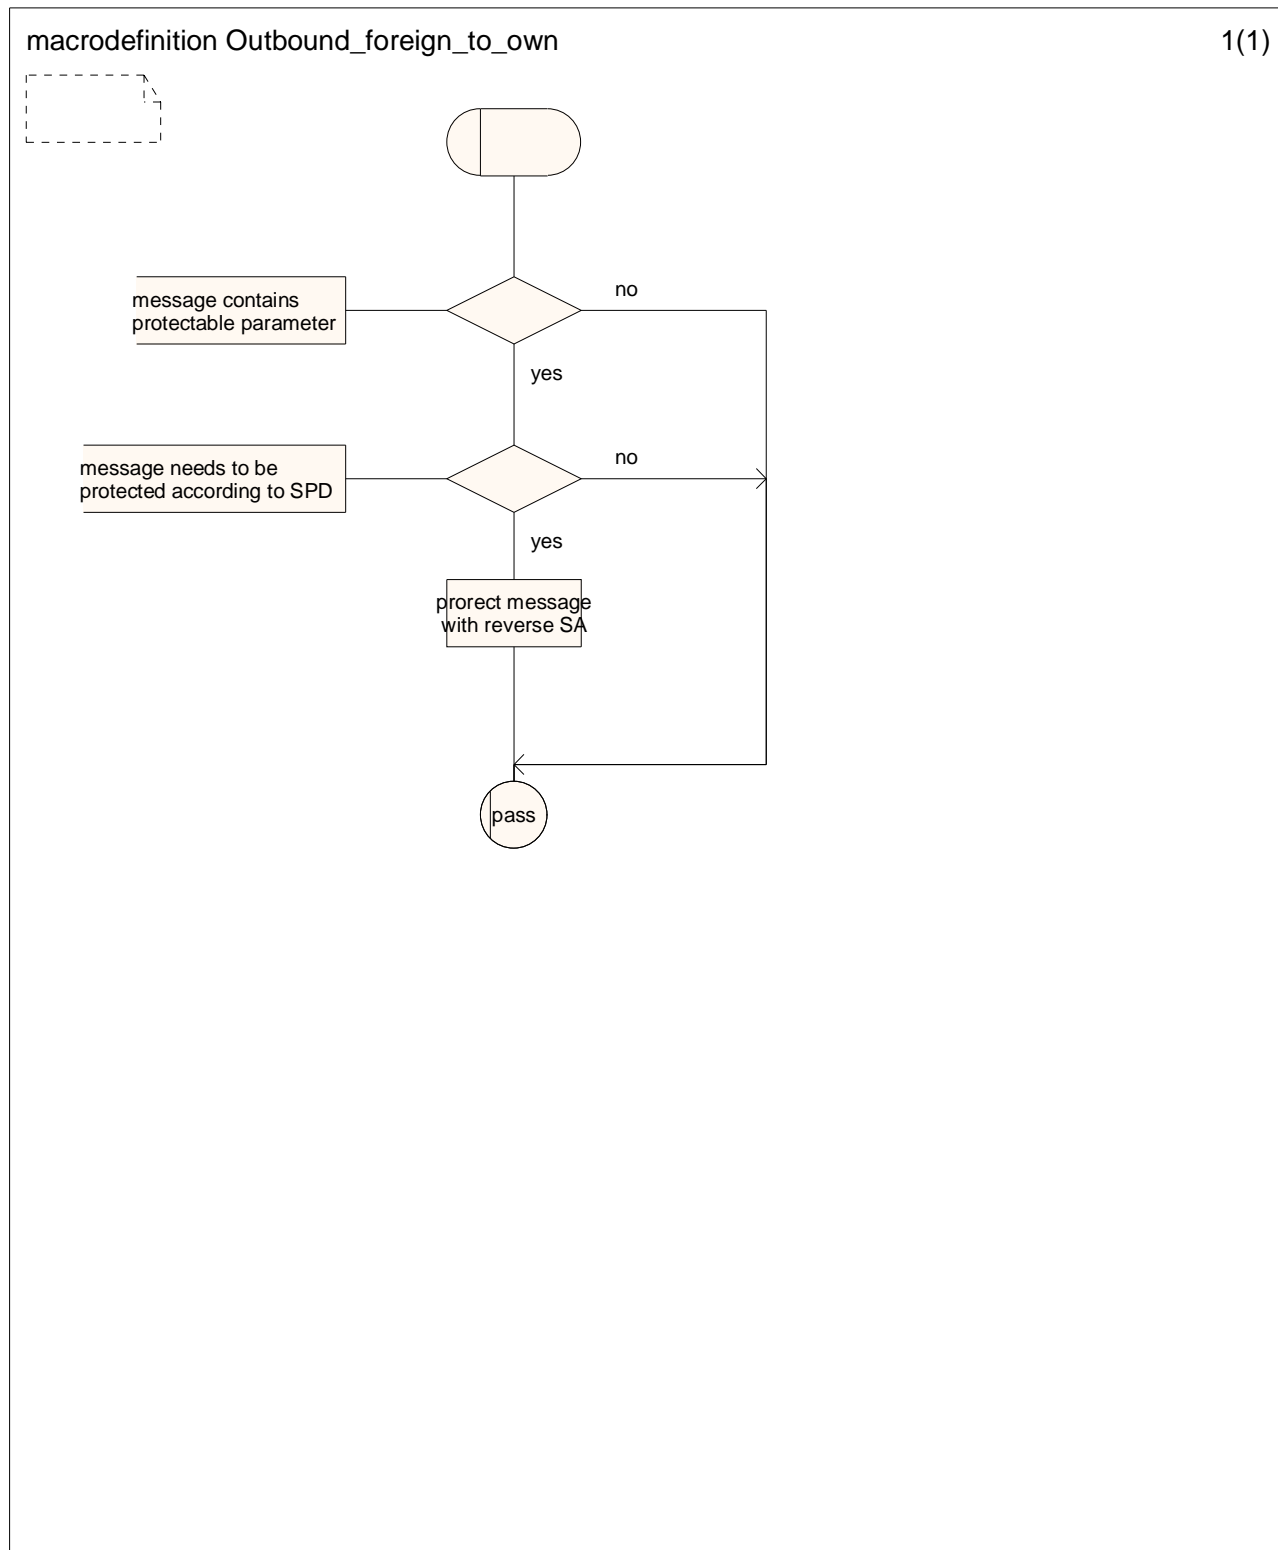 macrodefinition Outbound_foreign_to_own
1(1)
message contains
protectable parameter
no
yes
message needs to be
protected according to SPD
no
yes
prorect message
with reverse SA
pass